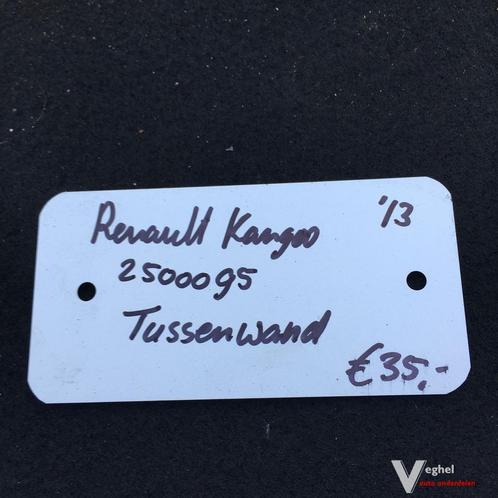 Renault Kangoo '13
2500095
Tussenwand
€35,-
Veghel
auto onderdelen